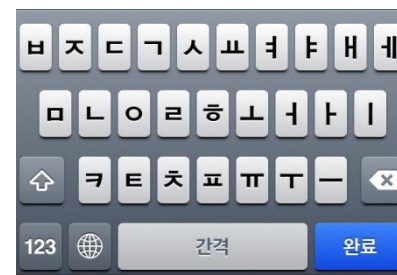 ㅂ ㅈ ㄷ ㄱ ㅅ ㅛ ㅕ ㅑ ㅐ ㅔ
ㅁ ㄴ ㅇ ㄹ ㅎ ㅗ ㅓ ㅏ ㅣ
ㅋ ㅌ ㅊ ㅍ ㅠ ㅜ ㅡ
123 간격 완료